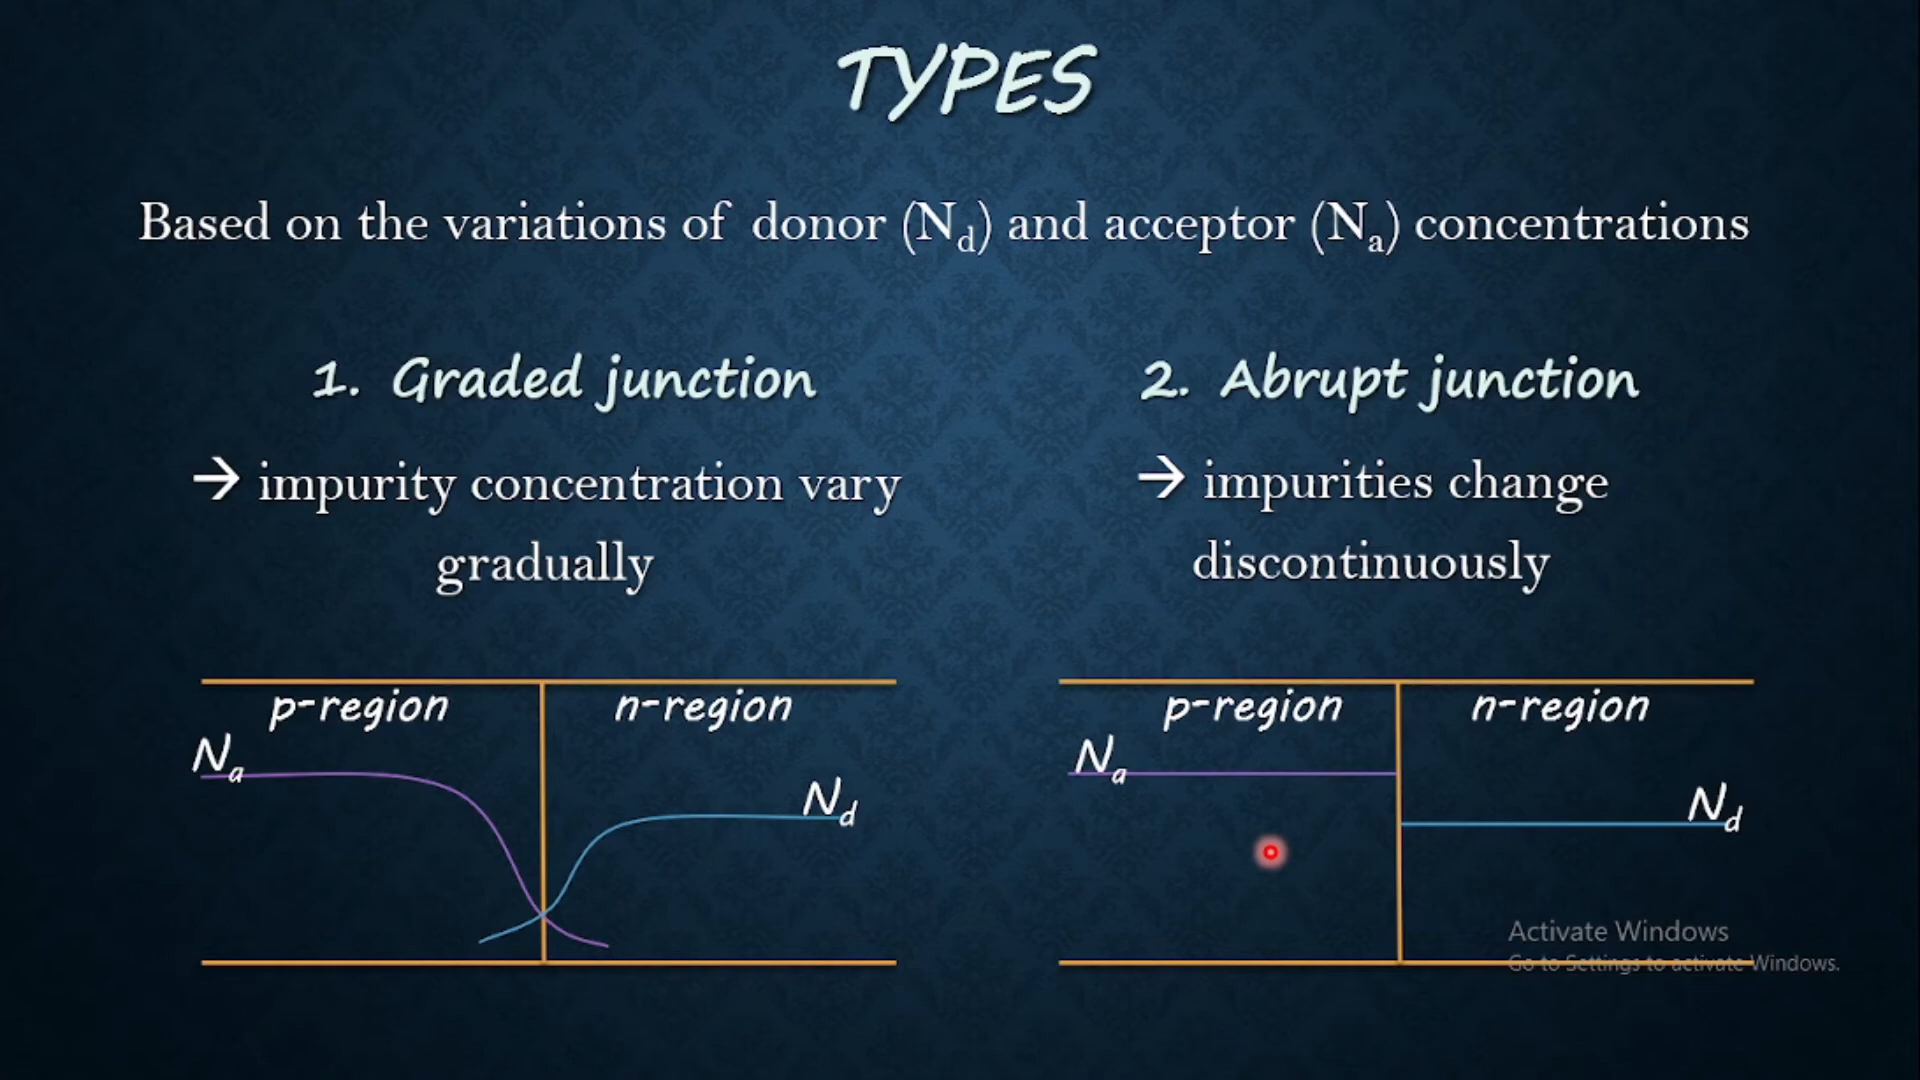 TYPES
Based on the variations of donor (Nd) and acceptor (Na) concentrations
1. Graded junction
→ impurity concentration vary
gradually
2. Abrupt junction
→ impurities change
discontinuously
p-region n-region
Na
Nd
p-region n-region
Na
Nd
Activate Windows
Go to Settings to activate Windows.